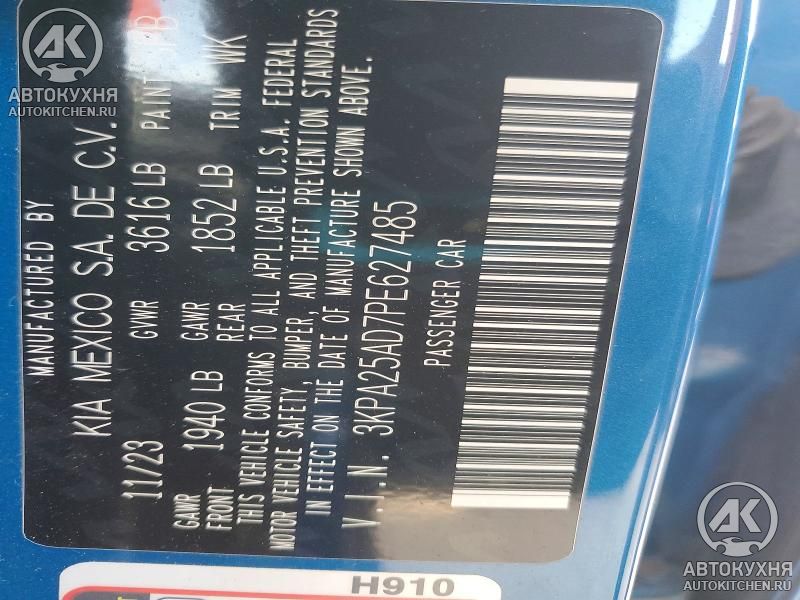 MANUFACTURED BY
KIA MEXICO S.A. DE C.V.
11/23 GVWR 3616 LB PAINT
GAWR FRONT 1940 LB GAWR REAR 1852 LB TRIM WK
THIS VEHICLE CONFORMS TO ALL APPLICABLE U.S.A. FEDERAL
MOTOR VEHICLE SAFETY, BUMPER, AND THEFT PREVENTION STANDARDS
IN EFFECT ON THE DATE OF MANUFACTURE SHOWN ABOVE.
V.I.N. 3KPA25AD7PE627485
PASSENGER CAR
H910
АК
АВТОКУХНЯ
AUTOKITCHEN.RU
АК
АВТОКУХНЯ
AUTOKITCHEN.RU